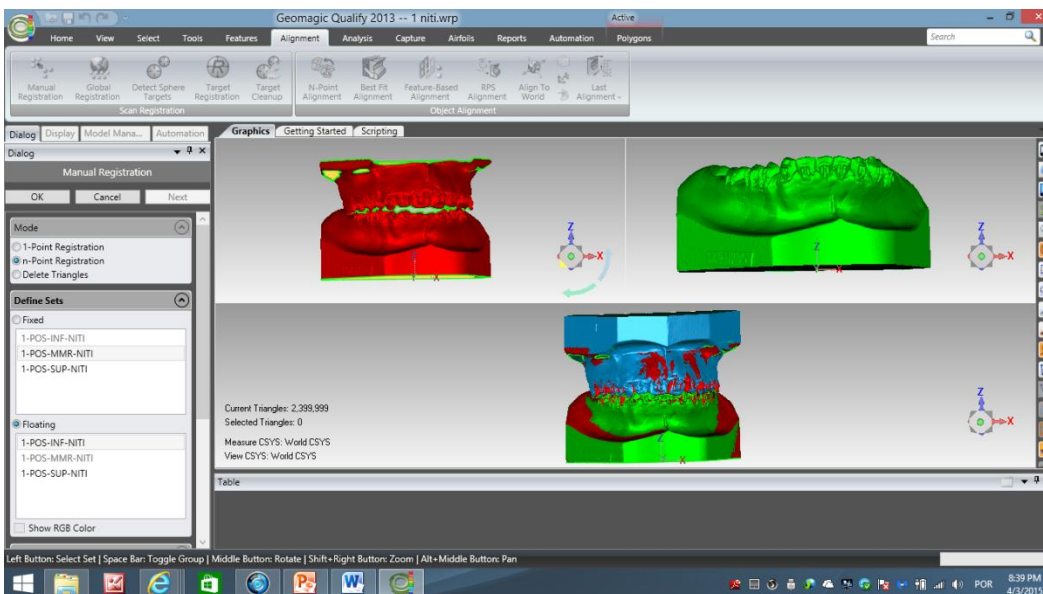 Geomagic Qualify 2013 -- 1 niti.wrp
Active
Home View Select Tools Features Alignment Analysis Capture Airfoils Reports Automation Polygons
Search
Manual Registration
Global Registration
Detect Sphere Targets
Target Registration
Target Cleanup
N-Point Alignment
Best Fit Alignment
Feature-Based Alignment
RPS Alignment
Align To World
Last Alignment
Scan Registration
Object Alignment
Dialog Display Model Mana... Automation
Graphics Getting Started Scripting
Dialog
Manual Registration
OK Cancel Next
Mode
1-Point Registration
n-Point Registration
Delete Triangles
Define Sets
Fixed
1-POS-INF-NITI
1-POS-MMR-NITI
1-POS-SUP-NITI
Floating
1-POS-INF-NITI
1-POS-MMR-NITI
1-POS-SUP-NITI
Show RGB Color
Z
X
X
Z
X
Z
X
Current Triangles: 2,399,999
Selected Triangles: 0
Measure CSYS: World CSYS
View CSYS: World CSYS
Z
X
Z
X
Table
Left Button: Select Set | Space Bar: Toggle Group | Middle Button: Rotate | Shift+Right Button: Zoom | Alt+Middle Button: Pan
POR
8:39 PM
4/3/2015